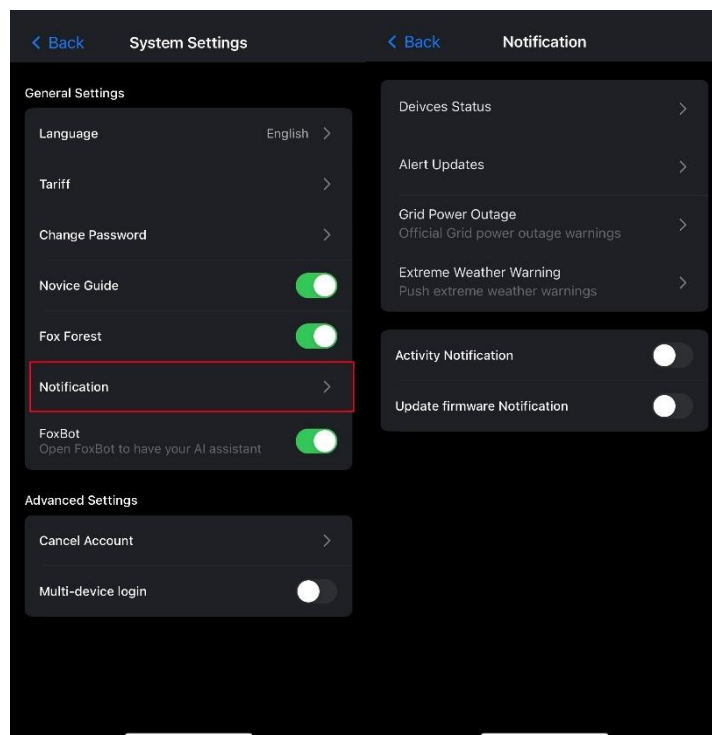 Back
System Settings
General Settings
Language
English
Tariff
Change Password
Novice Guide
Fox Forest
Notification
FoxBot
Open FoxBot to have your AI assistant
Advanced Settings
Cancel Account
Multi-device login
Back
Notification
Deivces Status
Alert Updates
Grid Power Outage
Official Grid power outage warnings
Extreme Weather Warning
Push extreme weather warnings
Activity Notification
Update firmware Notification